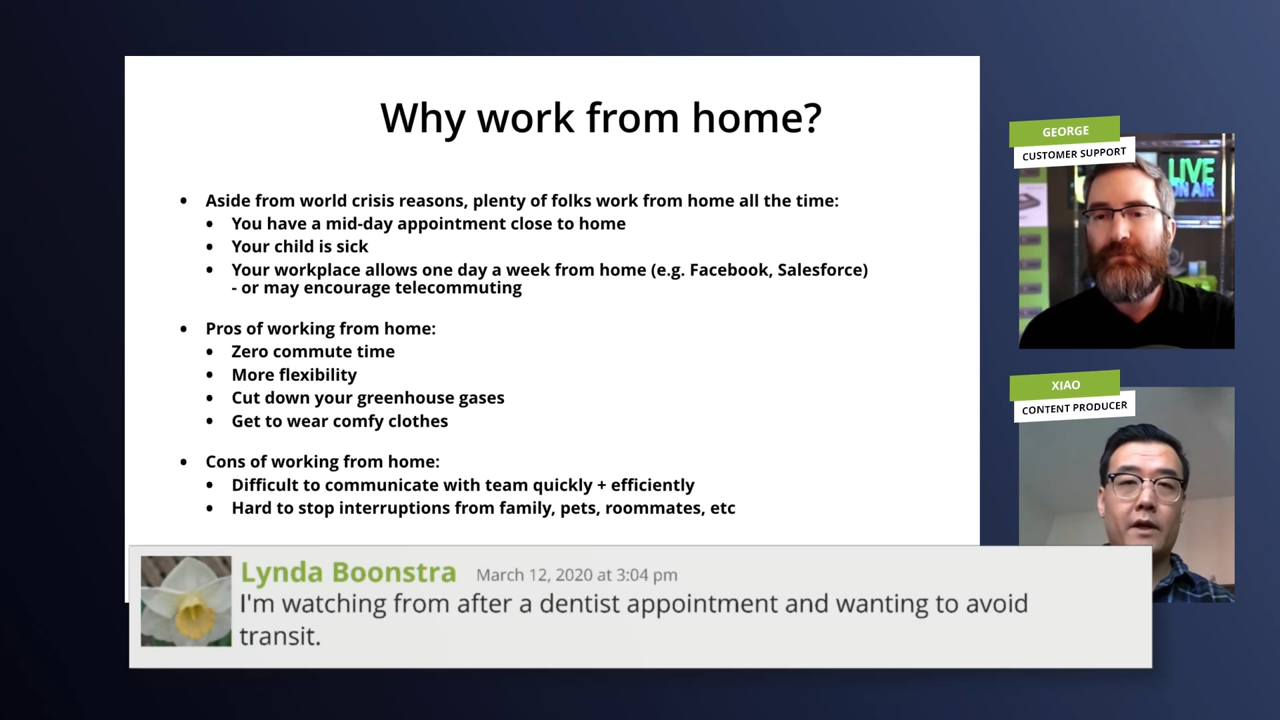 Why work from home?
• Aside from world crisis reasons, plenty of folks work from home all the time:
• You have a mid-day appointment close to home
• Your child is sick
• Your workplace allows one day a week from home (e.g. Facebook, Salesforce)
- or may encourage telecommuting
• Pros of working from home:
• Zero commute time
• More flexibility
• Cut down your greenhouse gases
• Get to wear comfy clothes
• Cons of working from home:
• Difficult to communicate with team quickly + efficiently
• Hard to stop interruptions from family, pets, roommates, etc
GEORGE
CUSTOMER SUPPORT
LIVE
ON AIR
XIAO
CONTENT PRODUCER
Lynda Boonstra March 12, 2020 at 3:04 pm
I'm watching from after a dentist appointment and wanting to avoid
transit.